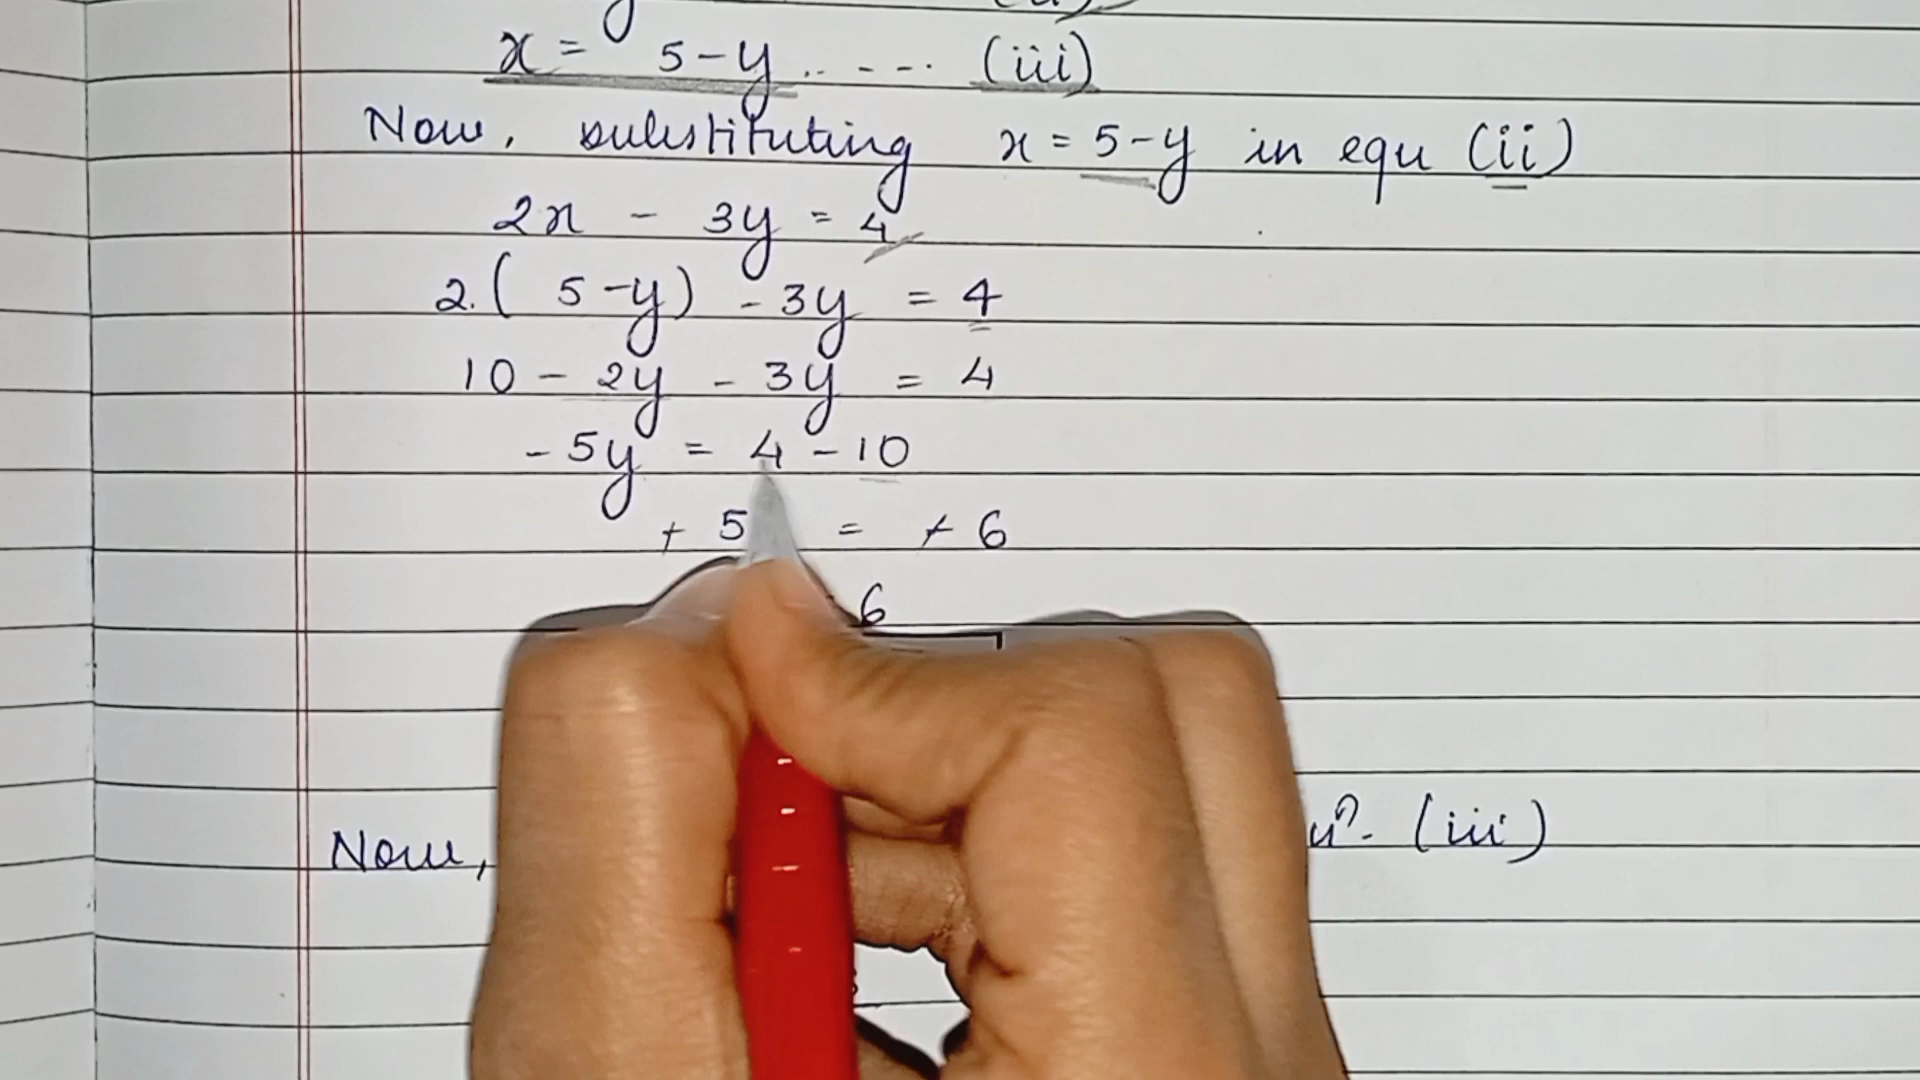 x = 5-y ..---. (iii)
Now, substituting x = 5-y in equ (ii)
2x - 3y = 4
2.( 5-y) -3y = 4
10 - 2y - 3y = 4
-5y = 4-10
+ 5 = + 6
6
Now, (iii)